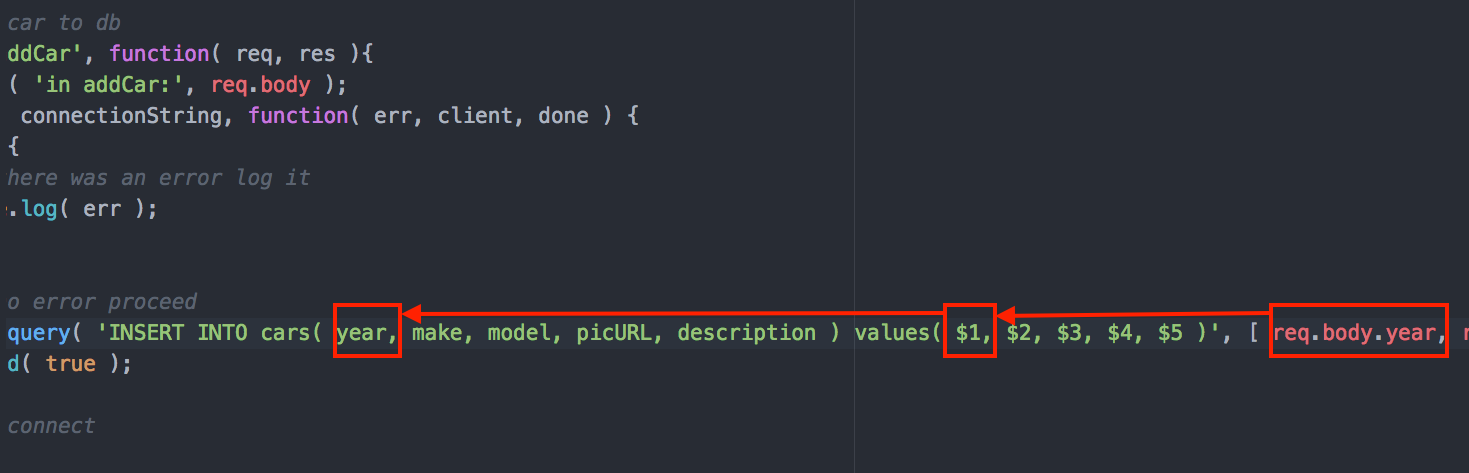 car to db
ddCar', function( req, res ){
( 'in addCar:', req.body );
connectionString, function( err, client, done ) {
{
here was an error log it
.log( err );
o error proceed
query( 'INSERT INTO cars( year, make, model, picURL, description ) values( $1, $2, $3, $4, $5 )', [ req.body.year, r
d( true );
connect